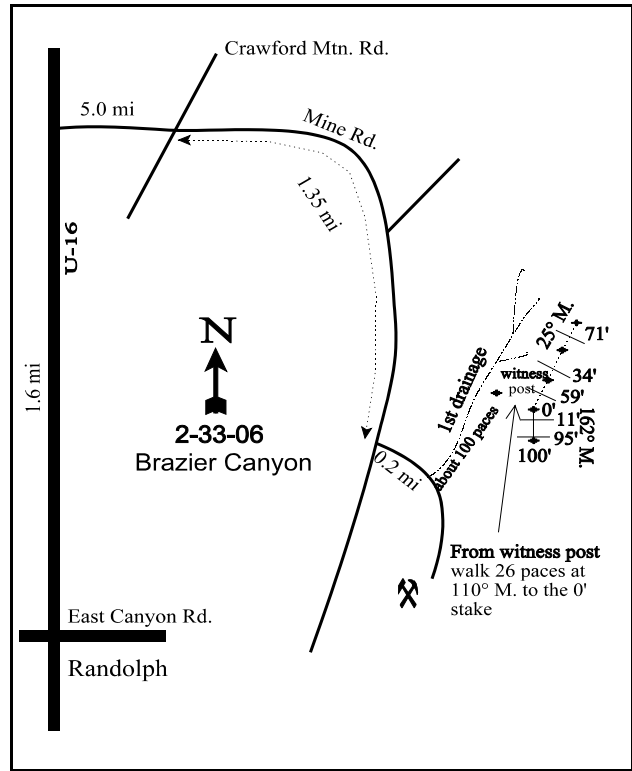 Crawford Mtn. Rd.
5.0 mi
Mine Rd.
1.35 mi
U-16
1.6 mi
N
2-33-06
Brazier Canyon
25° M.
71'
1st drainage
witness
post
34'
59'
0'
11'
162° M.
95'
100'
about 100 paces
0.2 mi
From witness post
walk 26 paces at
110° M. to the 0'
stake
East Canyon Rd.
Randolph